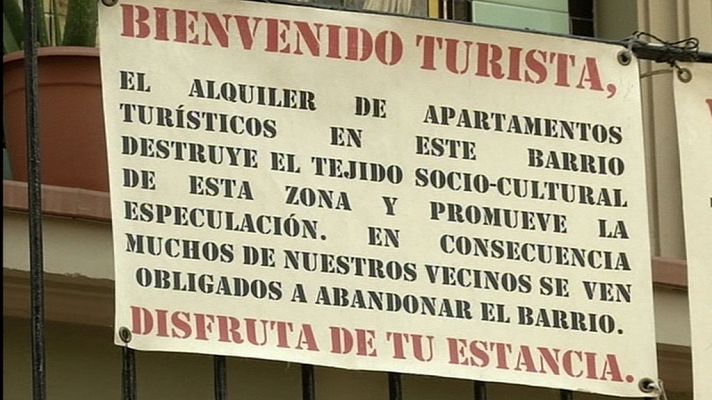 BIENVENIDO TURISTA,
EL ALQUILER DE APARTAMENTOS
TURÍSTICOS EN ESTE BARRIO
DESTRUYE EL TEJIDO SOCIO-CULTURAL
DE ESTA ZONA Y PROMUEVE LA
ESPECULACIÓN. EN CONSECUENCIA
MUCHOS DE NUESTROS VECINOS SE VEN
OBLIGADOS A ABANDONAR EL BARRIO.
DISFRUTA DE TU ESTANCIA.